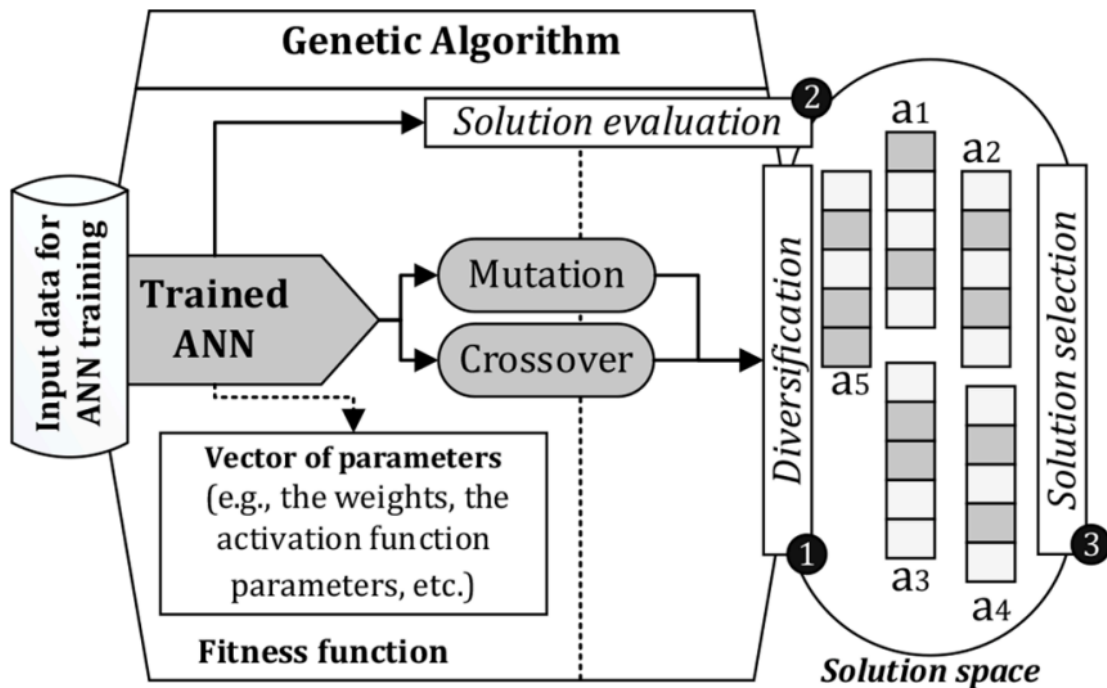 Genetic Algorithm
Solution evaluation
2
Input data for
ANN training
Trained
ANN
Mutation
Crossover
Vector of parameters
(e.g., the weights, the
activation function
parameters, etc.)
Fitness function
Diversification
1
a1
a2
a5
a3
a4
Solution selection
3
Solution space